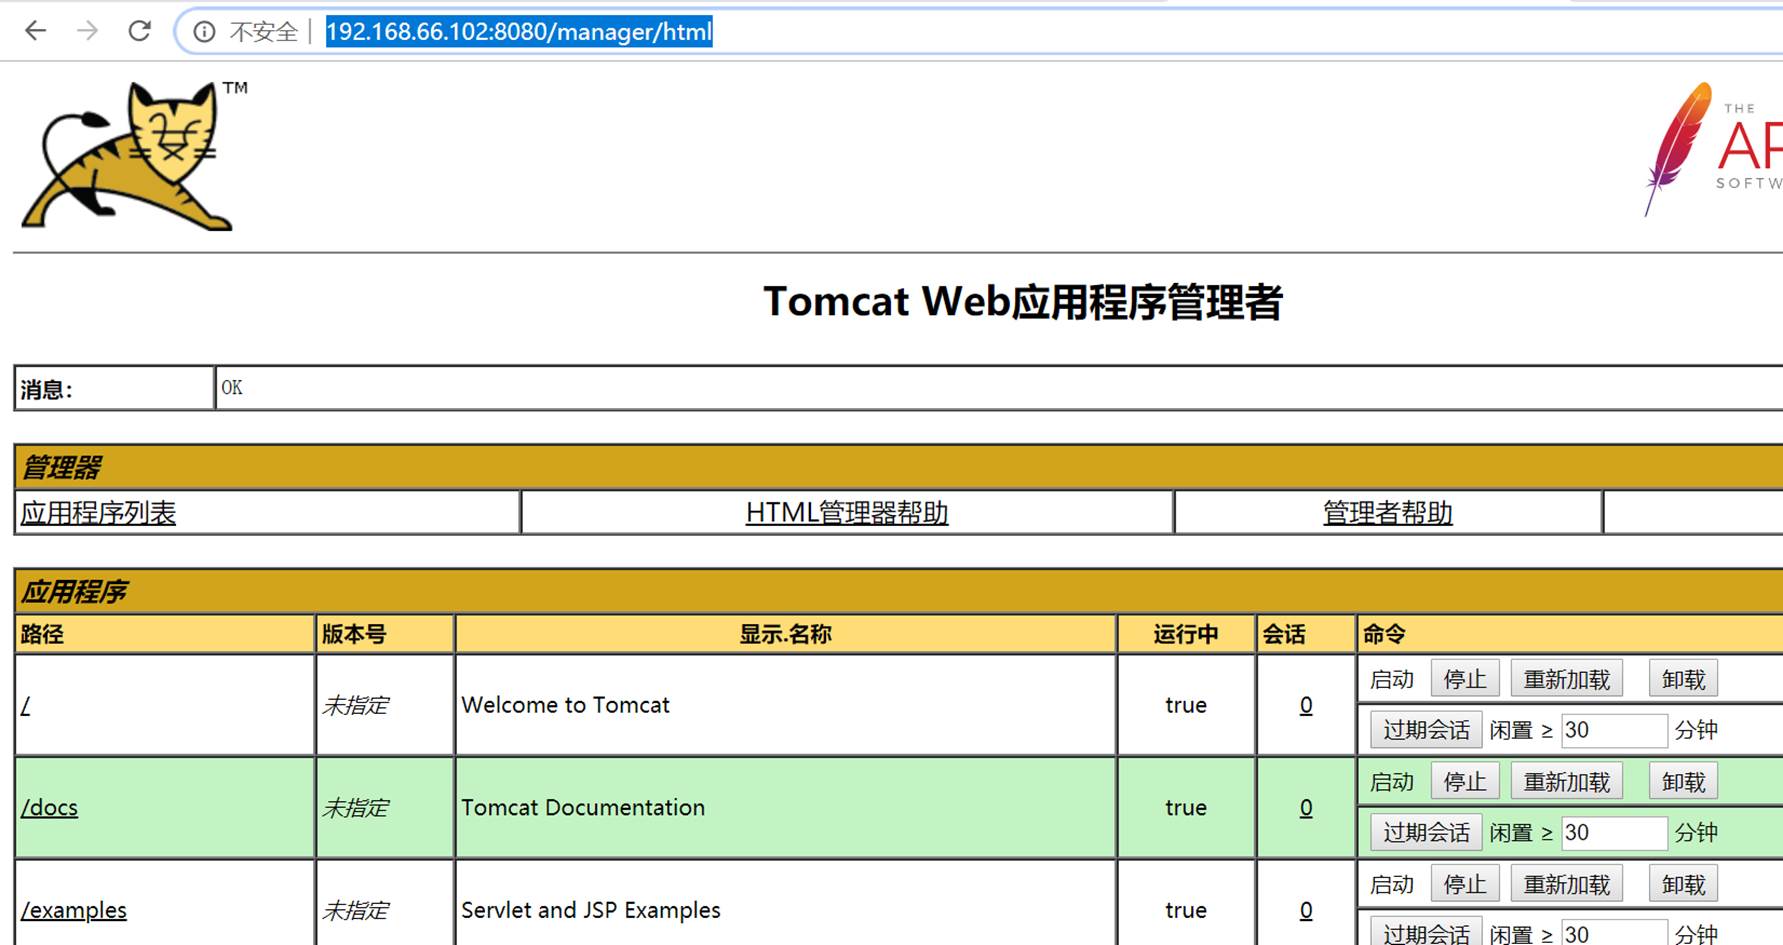 不安全 192.168.66.102:8080/manager/html
TM
THE
AP
SOFTW
Tomcat Web应用程序管理者
消息: OK
管理器
应用程序列表 HTML管理器帮助 管理者帮助
应用程序
路径 版本号 显示.名称 运行中 会话 命令
/ 未指定 Welcome to Tomcat true 0 启动 停止 重新加载 卸载
过期会话 闲置 ≥ 30 分钟
/docs 未指定 Tomcat Documentation true 0 启动 停止 重新加载 卸载
过期会话 闲置 ≥ 30 分钟
/examples 未指定 Servlet and JSP Examples true 0 启动 停止 重新加载 卸载
过期会话 闲置 ≥ 30 分钟